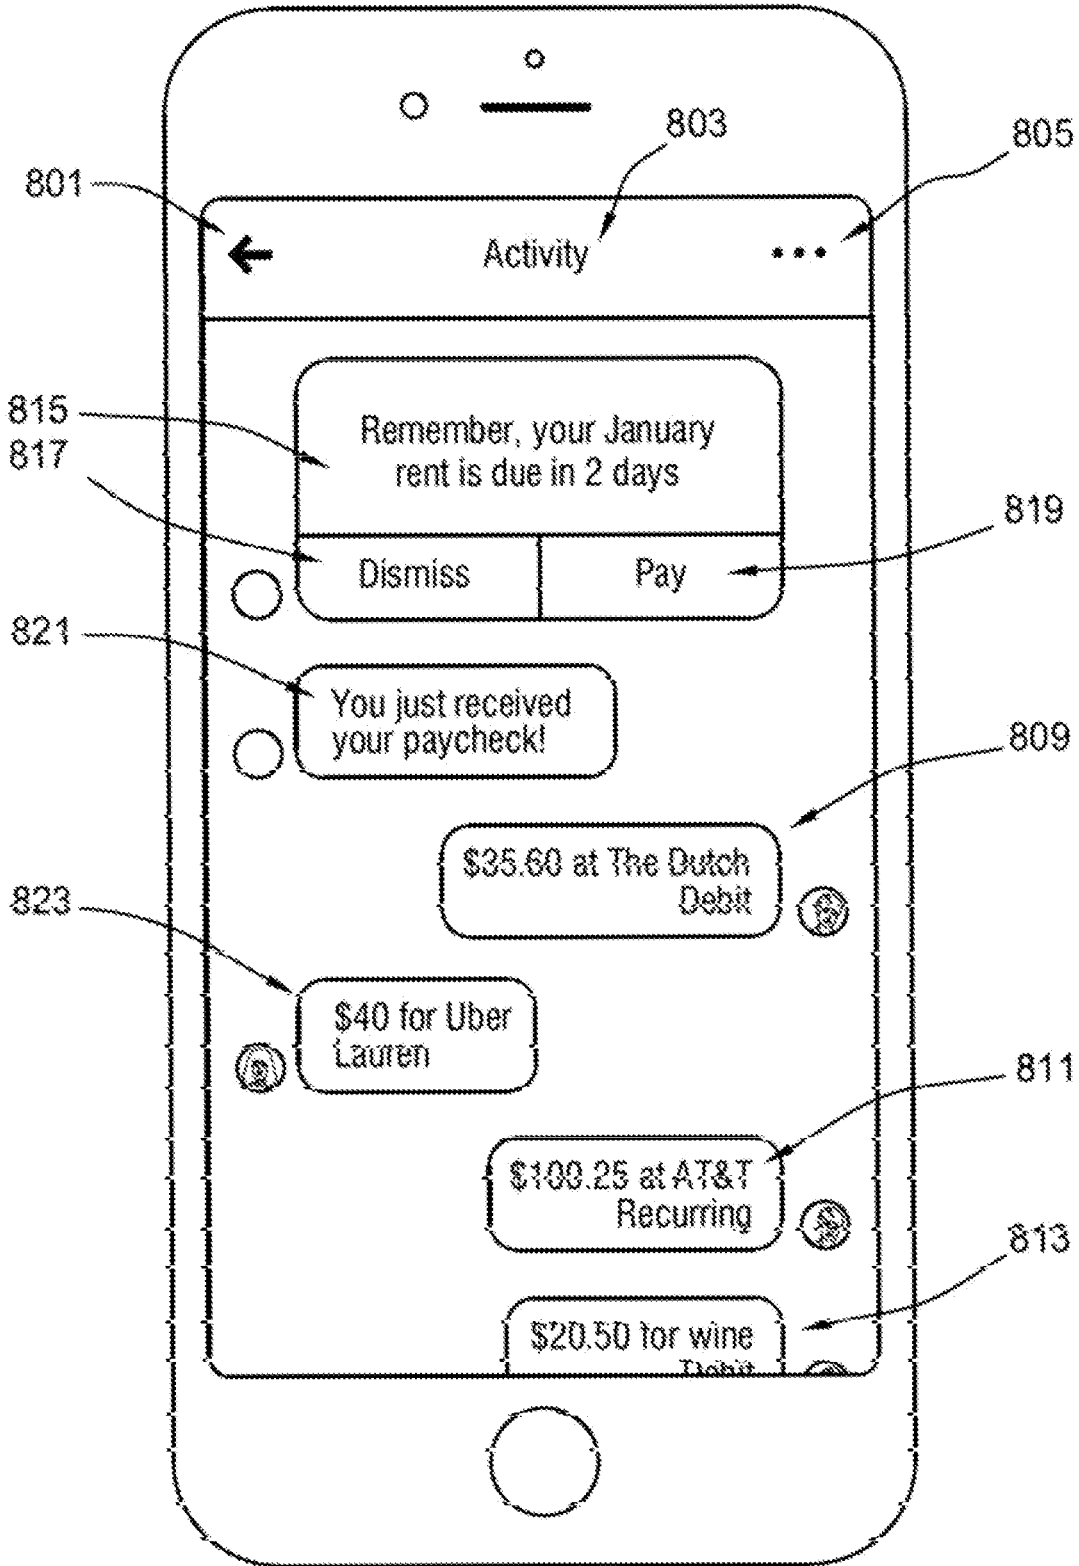 803
805
801
Activity
815
Remember, your January
rent is due in 2 days
817
819
Dismiss
Pay
821
You just received
your paycheck!
809
$35.60 at The Dutch
Debit
823
$40 for Uber
Lauren
811
$100.25 at AT&T
Recurring
813
$20.50 for wine
Debit